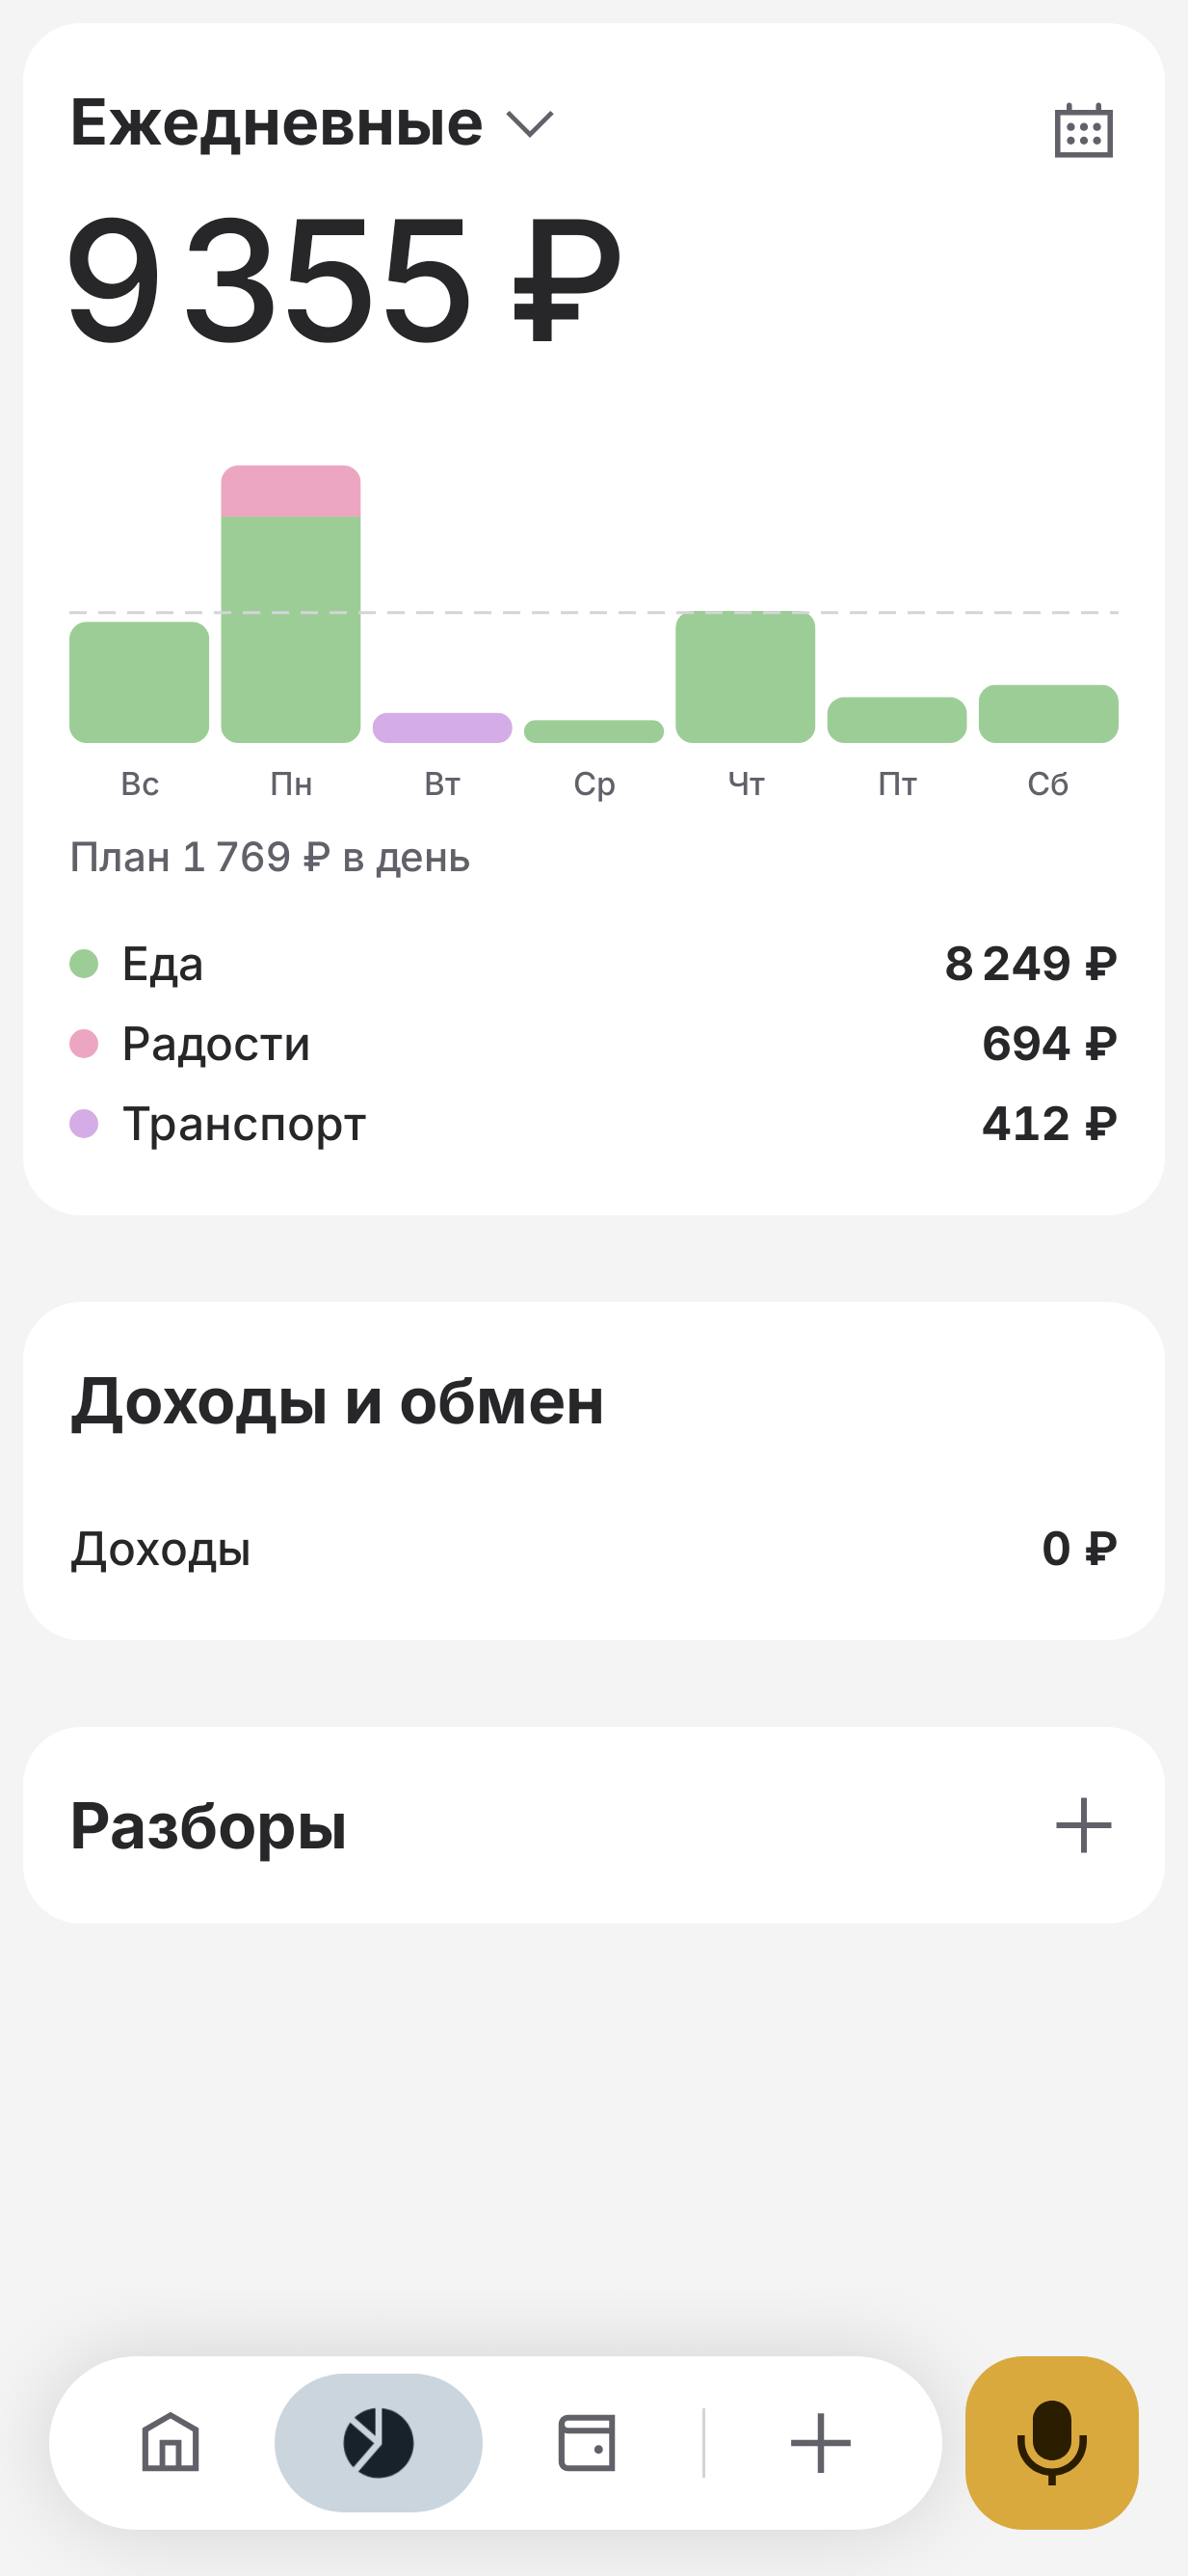 Ежедневные
9 355 ₽
Вс Пн Вт Ср Чт Пт Сб
План 1 769 ₽ в день
Еда 8 249 ₽
Радости 694 ₽
Транспорт 412 ₽
Доходы и обмен
Доходы 0 ₽
Разборы